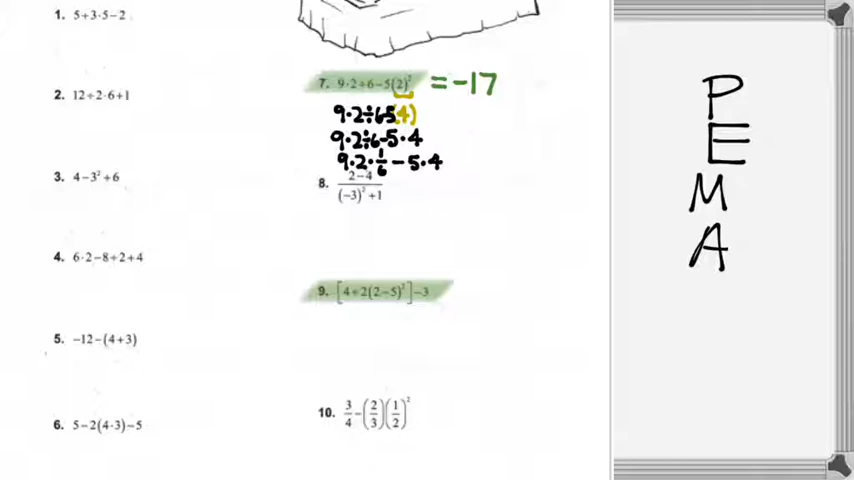 1. 5+3·5−2
2. 12÷2·6+1
3. 4−3²+6
4. 6·2−8÷2+4
5. −12−(4+3)
6. 5−2(4·3)−5
7. 9·2÷6−5(2)² = −17
9·2÷6-5(4)
9·2÷6-5·4
9·2·1/6−5·4
8. (2−4)/((−3)²+1)
9. [4÷2(2−5)²]−3
10. 3/4−(2/3)(1/2)²
P
E
M
A